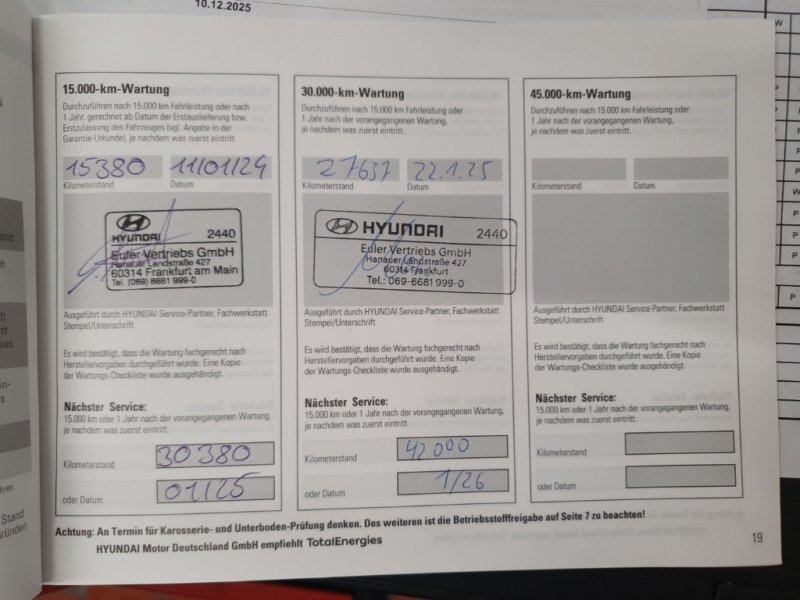 10.12.2025
15.000-km-Wartung
Durchzuführen nach 15.000 km Fahrleistung oder nach
1 Jahr, gerechnet ab Datum der Erstauslieferung bzw.
Erstzulassung des Fahrzeuges (vgl. Angabe in der
Garantie-Urkunde), je nachdem was zuerst eintritt.
15380 11/01/24
Kilometerstand Datum
HYUNDAI 2440
Euler Vertriebs GmbH
Hanauer Landstraße 427
60314 Frankfurt am Main
Tel. (069) 6681 999-0
Ausgeführt durch HYUNDAI Service-Partner, Fachwerkstatt
Stempel/Unterschrift
Es wird bestätigt, dass die Wartung fachgerecht nach
Herstellervorgaben durchgeführt wurde. Eine Kopie
der Wartungs-Checkliste wurde ausgehändigt.
Nächster Service:
15.000 km oder 1 Jahr nach der vorangegangenen Wartung,
je nachdem was zuerst eintritt.
Kilometerstand 30380
oder Datum 01/25
30.000-km-Wartung
Durchzuführen nach 15.000 km Fahrleistung oder
1 Jahr nach der vorangegangenen Wartung,
je nachdem was zuerst eintritt.
27637 22.1.25
Kilometerstand Datum
HYUNDAI 2440
Euler Vertriebs GmbH
Hanauer Landstraße 427
60314 Frankfurt
Tel.: 069-6681 999-0
Ausgeführt durch HYUNDAI Service-Partner, Fachwerkstatt
Stempel/Unterschrift
Es wird bestätigt, dass die Wartung fachgerecht nach
Herstellervorgaben durchgeführt wurde. Eine Kopie
der Wartungs-Checkliste wurde ausgehändigt.
Nächster Service:
15.000 km oder 1 Jahr nach der vorangegangenen Wartung,
je nachdem was zuerst eintritt.
Kilometerstand 42000
oder Datum 1/26
45.000-km-Wartung
Durchzuführen nach 15.000 km Fahrleistung oder
1 Jahr nach der vorangegangenen Wartung,
je nachdem was zuerst eintritt.
Kilometerstand Datum
Ausgeführt durch HYUNDAI Service-Partner, Fachwerkstatt
Stempel/Unterschrift
Es wird bestätigt, dass die Wartung fachgerecht nach
Herstellervorgaben durchgeführt wurde. Eine Kopie
der Wartungs-Checkliste wurde ausgehändigt.
Nächster Service:
15.000 km oder 1 Jahr nach der vorangegangenen Wartung,
je nachdem was zuerst eintritt.
Kilometerstand
oder Datum
Achtung: An Termin für Karosserie- und Unterboden-Prüfung denken. Des weiteren ist die Betriebsstofffreigabe auf Seite 7 zu beachten!
HYUNDAI Motor Deutschland GmbH empfiehlt TotalEnergies
19